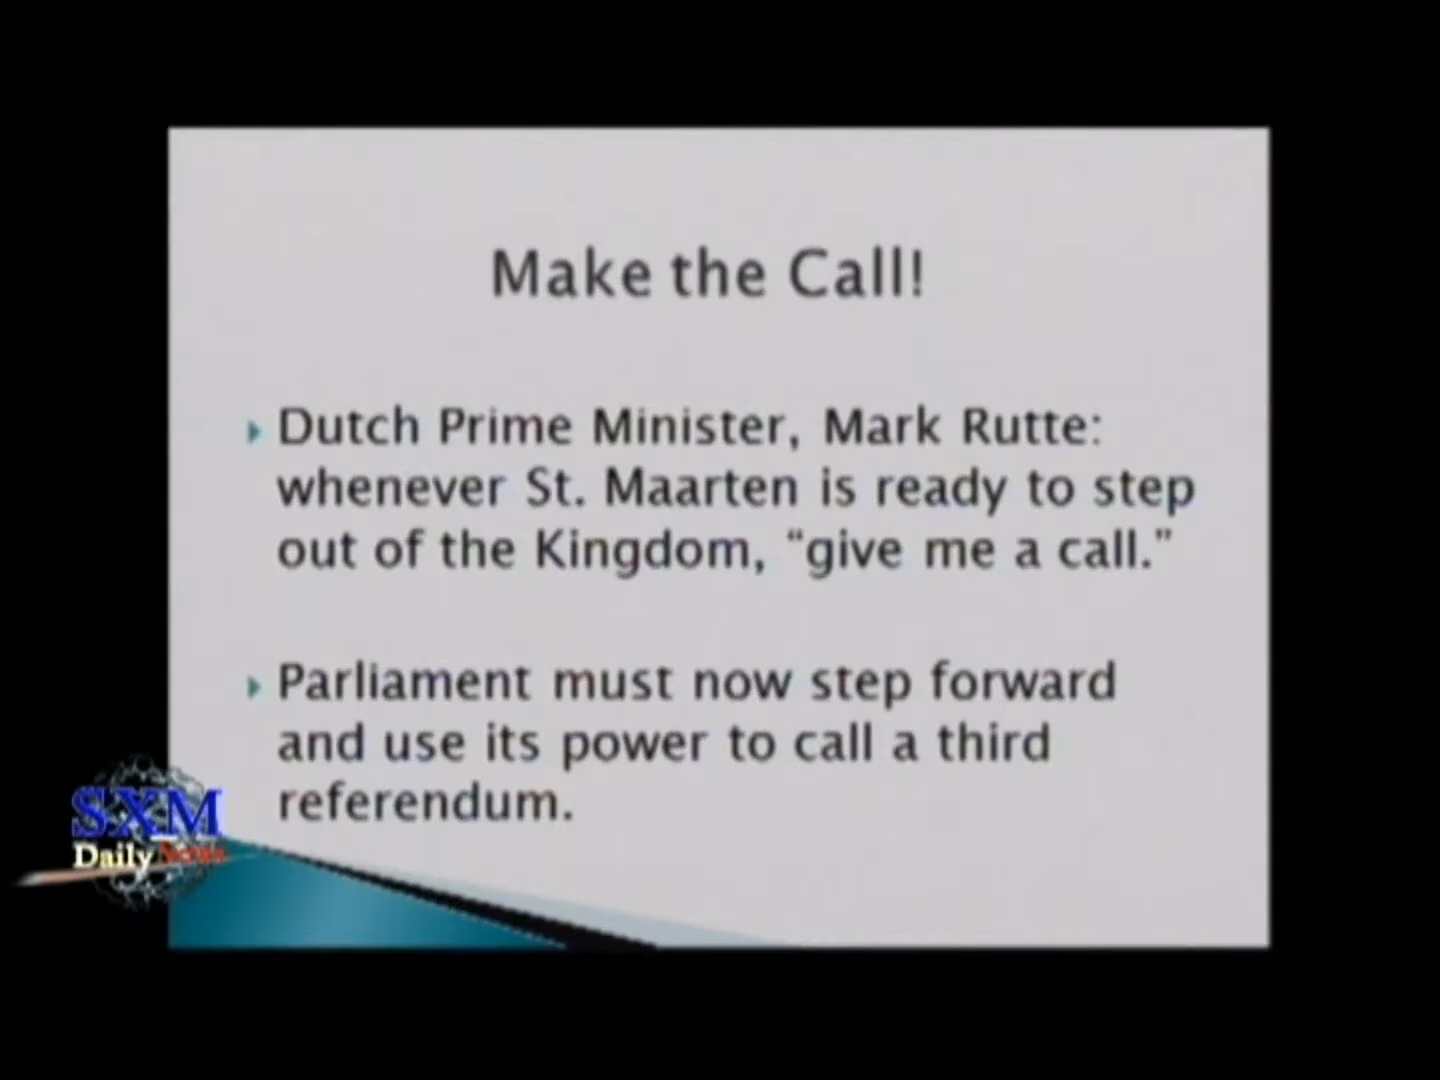 Make the Call!
Dutch Prime Minister, Mark Rutte:
whenever St. Maarten is ready to step
out of the Kingdom, “give me a call.”
Parliament must now step forward
and use its power to call a third
referendum.
SXM
Daily News